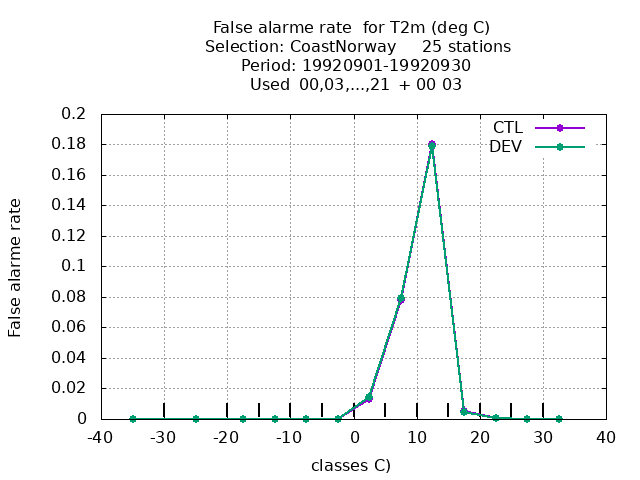 False alarme rate  for T2m (deg C)
Selection: CoastNorway     25 stations
Period: 19920901-19920930
Used  00,03,...,21  + 00 03
CTL
DEV
False alarme rate
0.2
0.18
0.16
0.14
0.12
0.1
0.08
0.06
0.04
0.02
0
-40 -30 -20 -10 0 10 20 30 40
classes C)